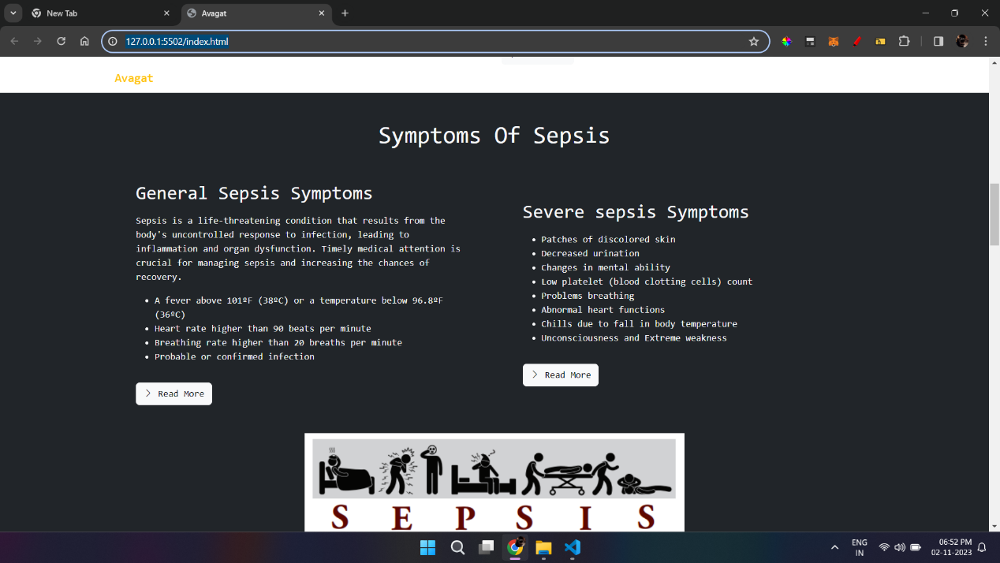 New Tab
Avagat
127.0.0.1:5502/index.html
Avagat
Symptoms Of Sepsis
General Sepsis Symptoms
Sepsis is a life-threatening condition that results from the
body's uncontrolled response to infection, leading to
inflammation and organ dysfunction. Timely medical attention is
crucial for managing sepsis and increasing the chances of
recovery.
• A fever above 101ºF (38ºC) or a temperature below 96.8ºF
(36ºC)
• Heart rate higher than 90 beats per minute
• Breathing rate higher than 20 breaths per minute
• Probable or confirmed infection
Read More
Severe sepsis Symptoms
• Patches of discolored skin
• Decreased urination
• Changes in mental ability
• Low platelet (blood clotting cells) count
• Problems breathing
• Abnormal heart functions
• Chills due to fall in body temperature
• Unconsciousness and Extreme weakness
Read More
SEPSIS
ENG
IN
06:52 PM
02-11-2023